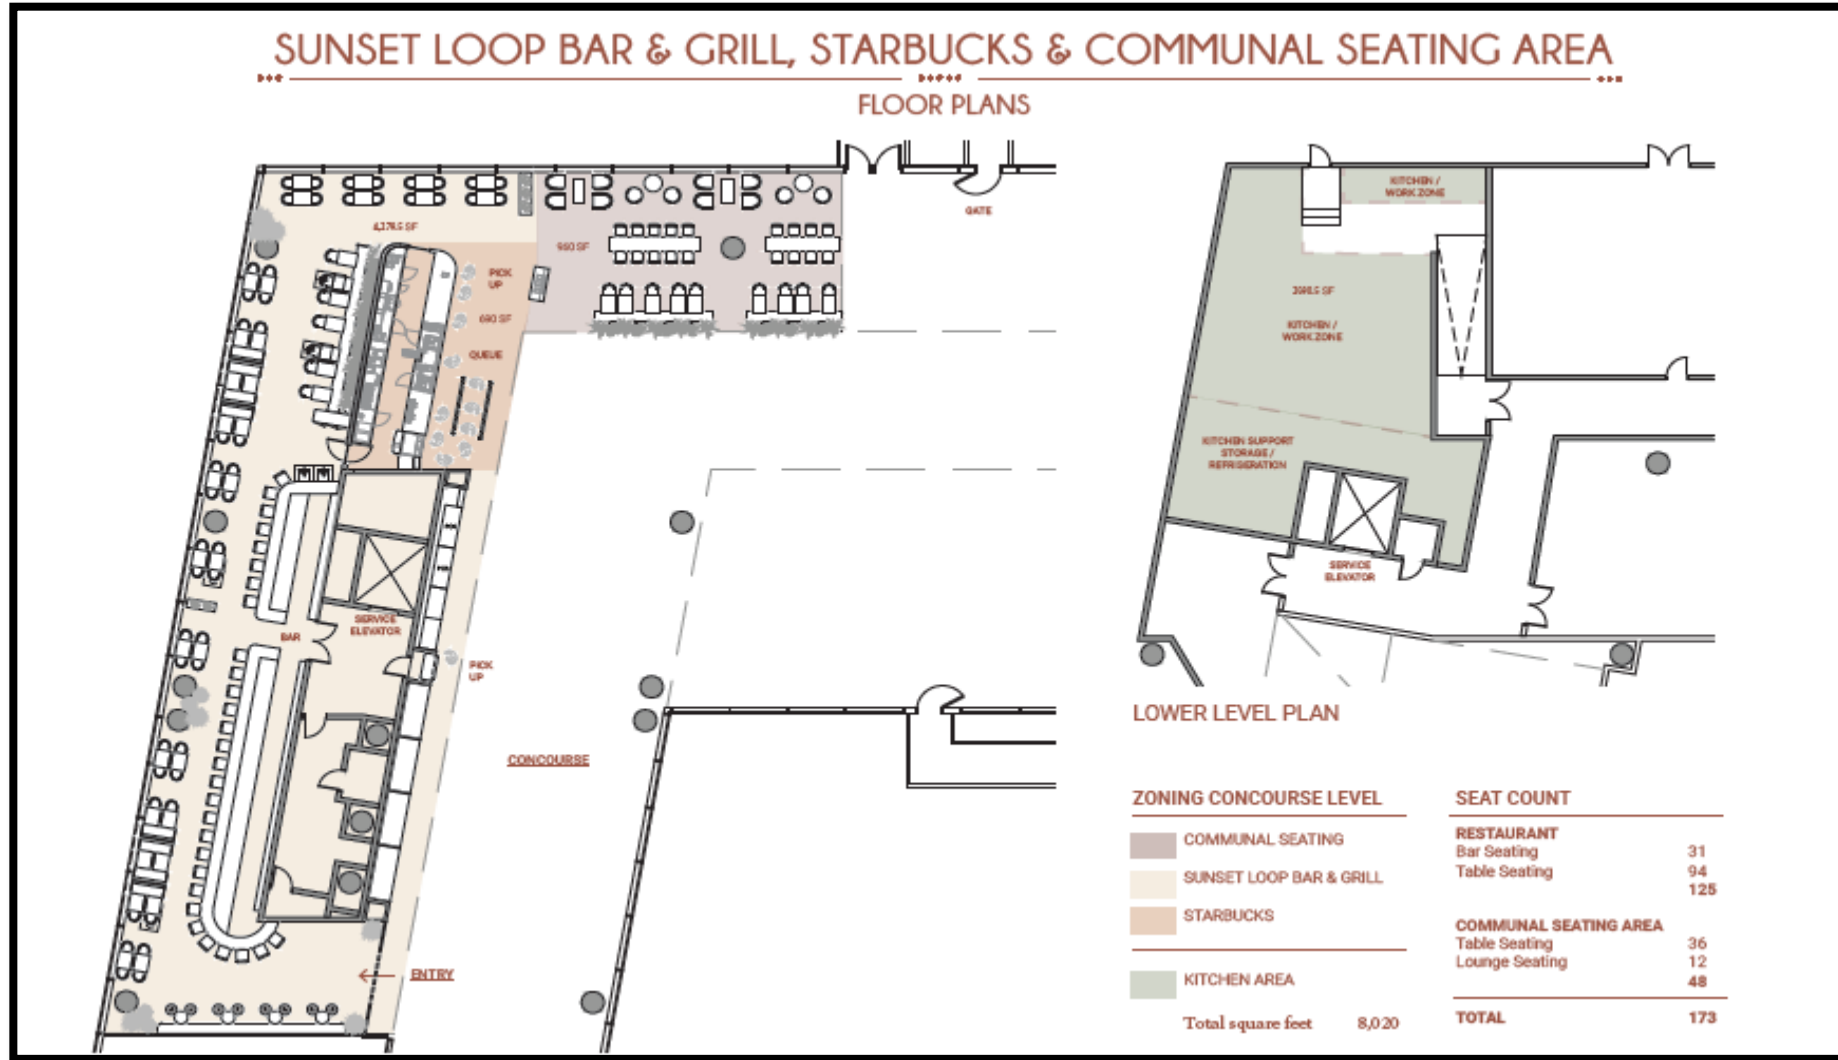 SUNSET LOOP BAR & GRILL, STARBUCKS & COMMUNAL SEATING AREA
FLOOR PLANS
GATE
960 SF
PICK
UP
QUEUE
BAR
SERVICE
ELEVATOR
PICK
UP
CONCOURSE
ENTRY
KITCHEN /
WORK ZONE
KITCHEN /
WORK ZONE
KITCHEN SUPPORT
STORAGE /
REFRIGERATION
SERVICE
ELEVATOR
LOWER LEVEL PLAN
ZONING CONCOURSE LEVEL
COMMUNAL SEATING
SUNSET LOOP BAR & GRILL
STARBUCKS
KITCHEN AREA
Total square feet 8,020
SEAT COUNT
RESTAURANT
Bar Seating 31
Table Seating 94
125
COMMUNAL SEATING AREA
Table Seating 36
Lounge Seating 12
48
TOTAL 173